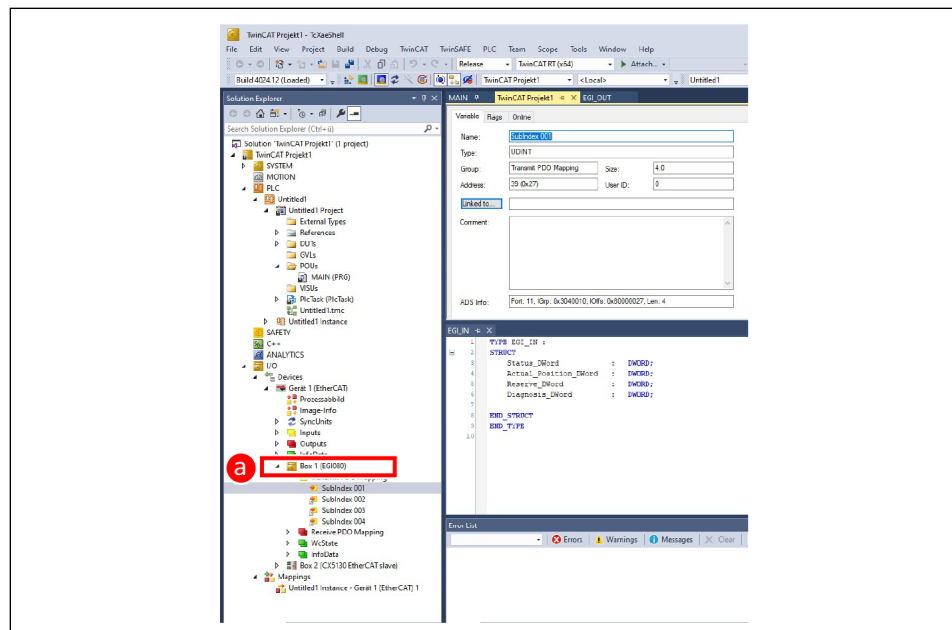 TwinCAT Projekt1 - TcXaeShell
File Edit View Project Build Debug TwinCAT TwinSAFE PLC Team Scope Tools Window Help
Release TwinCAT RT (x64) Attach...
Build 4024.12 (Loaded) TwinCAT Projekt1 <Local> Untitled1
Solution Explorer
Search Solution Explorer (Ctrl+ü)
Solution 'TwinCAT Projekt1' (1 project)
TwinCAT Projekt1
SYSTEM
MOTION
PLC
Untitled1
Untitled1 Project
External Types
References
DUTs
GVLs
POUs
MAIN (PRG)
VISUs
PlcTask (PlcTask)
Untitled1.tmc
Untitled1 Instance
SAFETY
C++
ANALYTICS
I/O
Devices
Gerät 1 (EtherCAT)
Prozessabbild
Image-Info
SyncUnits
Inputs
Outputs
InfoData
a Box 1 (EGI080)
SubIndex 001
SubIndex 002
SubIndex 003
SubIndex 004
Receive PDO Mapping
WcState
InfoData
Box 2 (CX5130 EtherCAT slave)
Mappings
Untitled1 Instance - Gerät 1 (EtherCAT) 1
MAIN TwinCAT Projekt1 EGI_OUT
Variable Flags Online
Name: SubIndex 001
Type: UDINT
Group: Transmit PDO Mapping Size: 4.0
Address: 39 (0x27) User ID: 0
Linked to...
Comment:
ADS Info: Port: 11, IGrp: 0x3040010, IOffs: 0x80000027, Len: 4
EGI_IN
1 TYPE EGI_IN :
2 STRUCT
3 Status_DWord : DWORD;
4 Actual_Position_DWord : DWORD;
5 Reserve_DWord : DWORD;
6 Diagnosis_DWord : DWORD;
7
8 END_STRUCT
9 END_TYPE
10
Error List
Errors Warnings Messages Clear